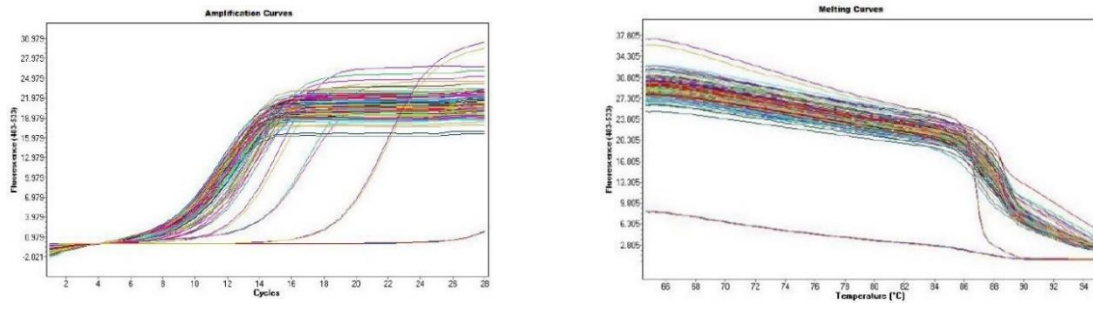 Amplification Curves
Fluorescence (483-533)
30.979
27.979
24.979
21.979
18.979
15.979
12.979
9.979
6.979
3.979
0.979
-2.021
2 4 6 8 10 12 14 16 18 20 22 24 26 28
Cycles
Melting Curves
Fluorescence (483-533)
37.805
34.305
30.805
27.305
23.805
20.305
16.805
12.305
9.805
6.305
2.805
66 68 70 72 74 76 78 80 82 84 86 88 90 92 94
Temperature (°C)